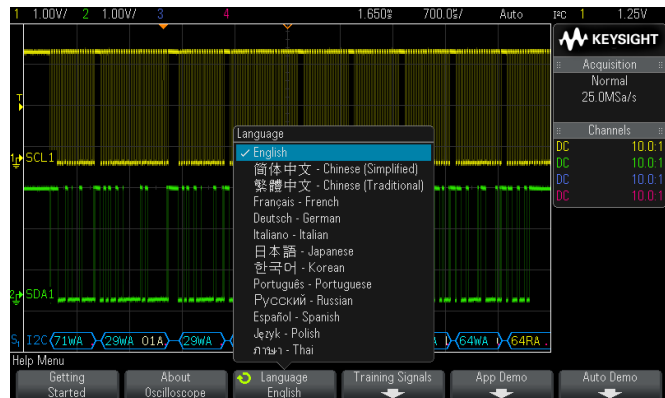 1 1.00V/ 2 1.00V/ 3 4 1.650s 700.0s/ Auto I²C 1 1.25V
KEYSIGHT
Acquisition
Normal
25.0MSa/s
Channels
DC 10.0:1
DC 10.0:1
DC 10.0:1
DC 10.0:1
T
SCL1
SDA1
S1 I2C 71WA 29WA 01A 29WA 64WA 64RA
Language
English
简体中文 - Chinese (Simplified)
繁體中文 - Chinese (Traditional)
Français - French
Deutsch - German
Italiano - Italian
日本語 - Japanese
한국어 - Korean
Português - Portuguese
Русский - Russian
Español - Spanish
Język - Polish
ภาษา - Thai
Help Menu
Getting Started
About Oscilloscope
Language English
Training Signals
App Demo
Auto Demo